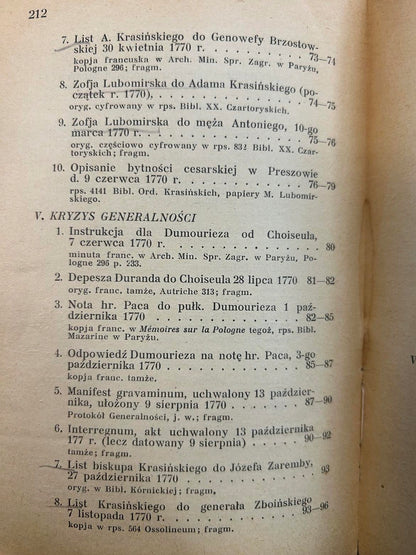 212
7. List A. Krasińskiego do Genowefy Brzostow-
skiej 30 kwietnia 1770 r. . . . . . . . . . 73—74
kopja francuska w Arch. Min. Spr. Zagr. w Paryżu,
Pologne 296; fragm.
8. Zofja Lubomirska do Adama Krasińskiego (po-
czątek r. 1770). . . . . . . . . . . . . . 74—75
oryg. cyfrowany w rps. Bibl. XX. Czartoryskich.
9. Zofja Lubomirska do męża Antoniego, 10-go
marca 1770 r. . . . . . . . . . . . . . . 75—76
oryg. częściowo cyfrowany w rps. 832 Bibl. XX. Czar-
toryskich; fragm.
10. Opisanie bytności cesarskiej w Preszowie
d. 9 czerwca 1770 r. . . . . . . . . . . . 76—79
rps. 4141 Bibl. Ord. Krasińskich, papiery M. Lubomir-
skiego.
V. KRYZYS GENERALNOŚCI
1. Instrukcja dla Dumourieza od Choiseula,
7 czerwca 1770 r. . . . . . . . . . . . . 80
minuta franc. w Arch. Min. Spr. Zagr. w Paryżu, Po-
logne 296 p. 233.
2. Depesza Duranda do Choiseula 28 lipca 1770 81—82
oryg. franc. tamże, Autriche 313; fragm.
3. Nota hr. Paca do pułk. Dumourieza 1 paź-
dziernika 1770 . . . . . . . . . . . . . 82—85
kopja franc. w Mémoires sur la Pologne tegoż, rps. Bibl.
Mazarine w Paryżu.
4. Odpowiedź Dumourieza na notę hr. Paca, 3-go
października 1770 . . . . . . . . . . . . 85—87
kopja franc. tamże.
5. Manifest gravaminum, uchwalony 13 paździer-
nika, ułożony 9 sierpnia 1770 . . . . . . 87—90
Protokół Generalności, j. w.; fragm.
6. Interregnum, akt uchwalony 13 października
177 r. (lecz datowany 9 sierpnia) . . . . . 90—92
tamże; fragm.
7. List biskupa Krasińskiego do Józefa Zaremby,
27 października 1770 . . . . . . . . . . . 93
oryg. w Bibl. Kórnickiej; fragm.
8. List Krasińskiego do generała Zboińskiego
7 listopada 1770 r. . . . . . . . . . . . 93—96
kopja w rps. 564 Ossolineum; fragm.